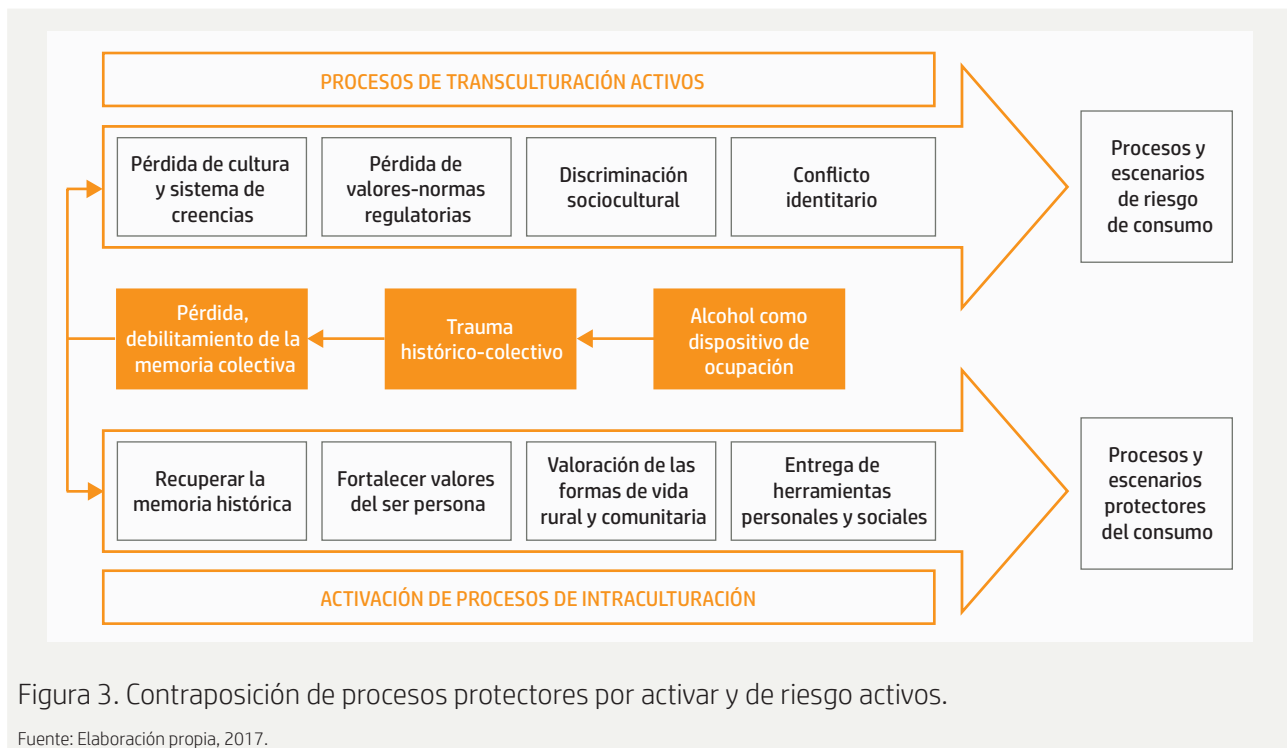 PROCESOS DE TRANSCULTURACIÓN ACTIVOS
Pérdida de cultura
y sistema de
creencias
Pérdida de
valores-normas
regulatorias
Discriminación
sociocultural
Conflicto
identitario
Procesos y
escenarios
de riesgo
de consumo
Pérdida,
debilitamiento de la
memoria colectiva
Trauma
histórico-colectivo
Alcohol como
dispositivo de
ocupación
Recuperar la
memoria histórica
Fortalecer valores
del ser persona
Valoración de las
formas de vida
rural y comunitaria
Entrega de
herramientas
personales y sociales
Procesos y
escenarios
protectores
del consumo
ACTIVACIÓN DE PROCESOS DE INTRACULTURACIÓN
Figura 3. Contraposición de procesos protectores por activar y de riesgo activos.
Fuente: Elaboración propia, 2017.